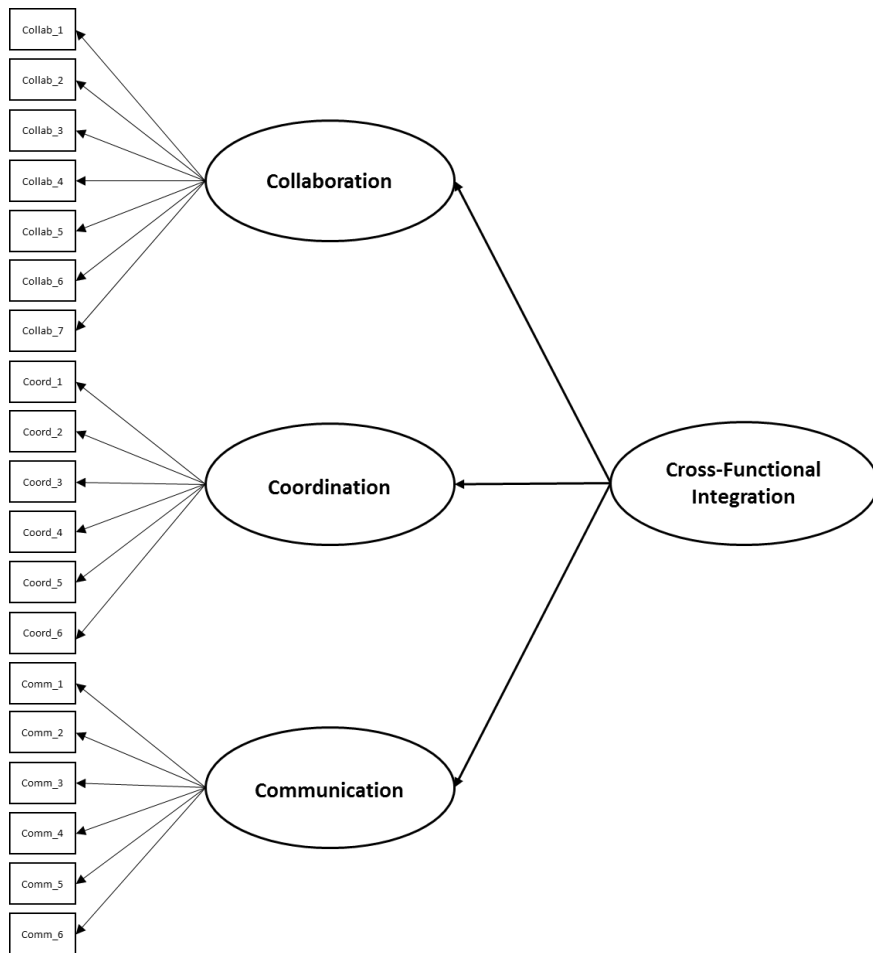 Collab_1
Collab_2
Collab_3
Collab_4
Collab_5
Collab_6
Collab_7
Collaboration
Coord_1
Coord_2
Coord_3
Coord_4
Coord_5
Coord_6
Coordination
Cross-Functional
Integration
Comm_1
Comm_2
Comm_3
Comm_4
Comm_5
Comm_6
Communication